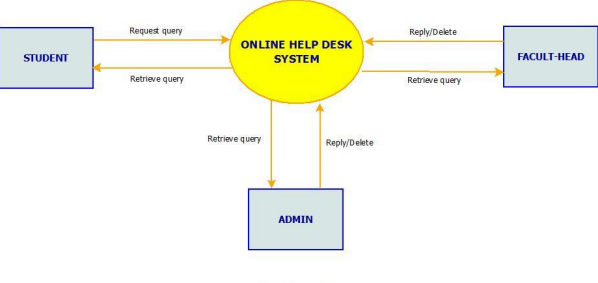 Request query
STUDENT
Retrieve query
ONLINE HELP DESK
SYSTEM
Reply/Delete
FACULT-HEAD
Retrieve query
Retrieve query
Reply/Delete
ADMIN